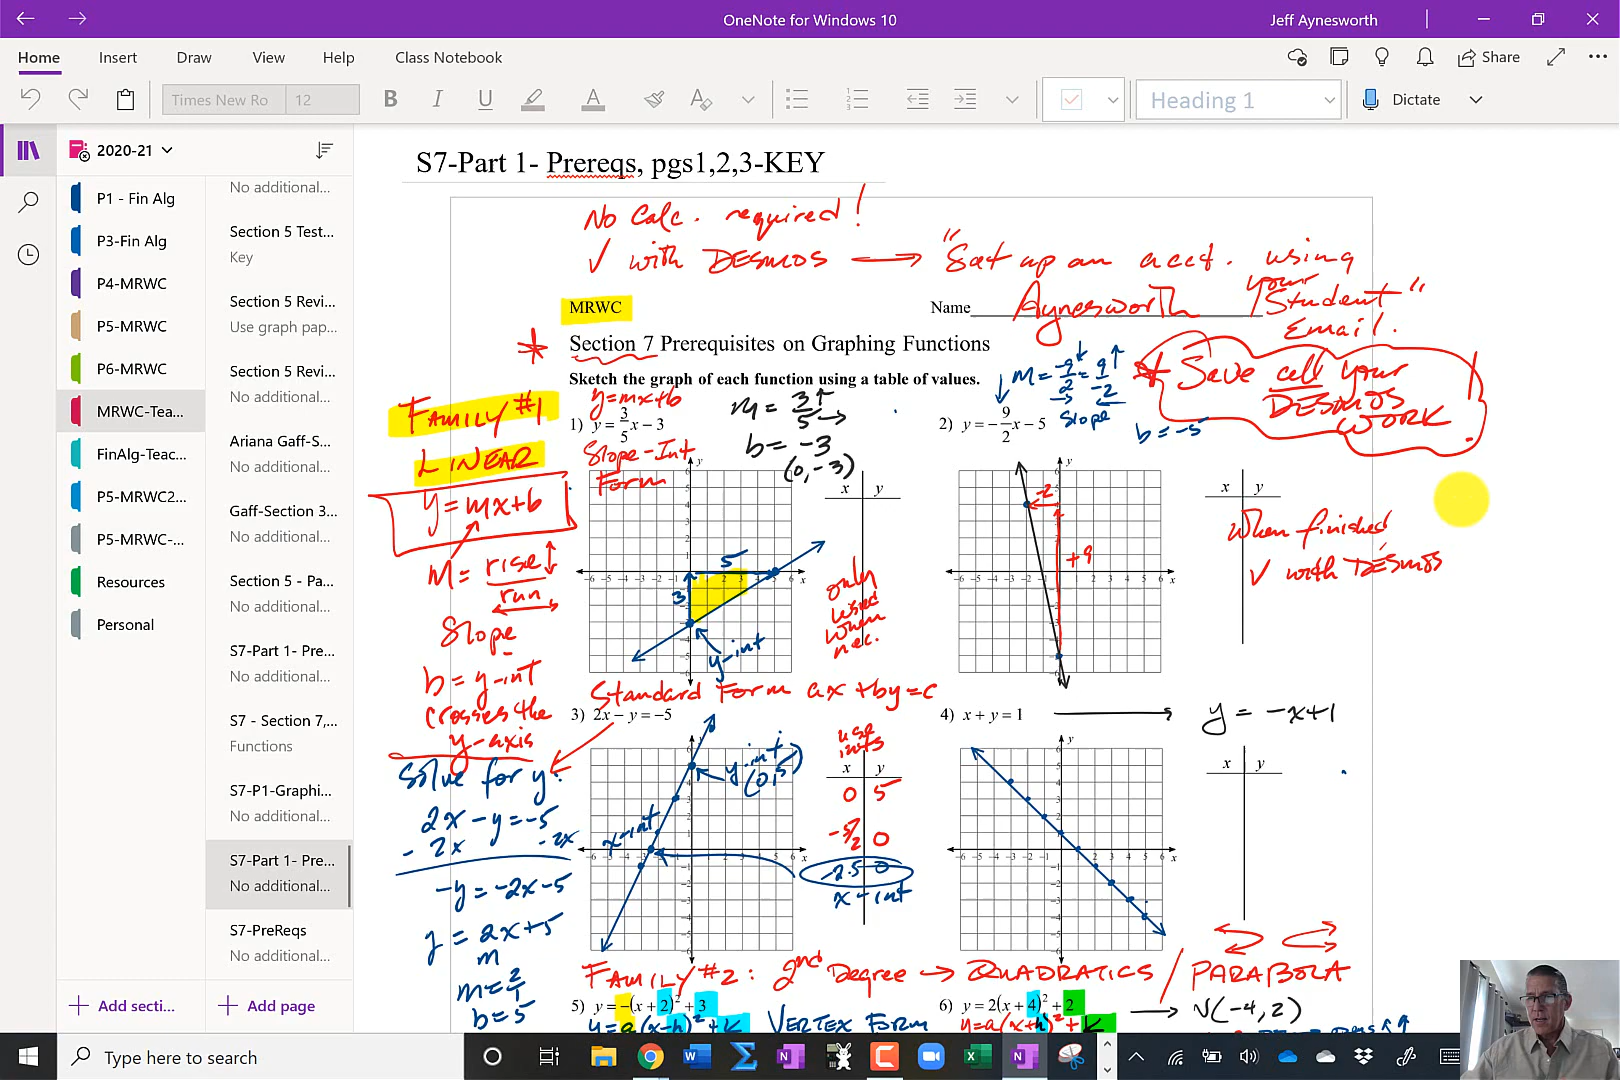 OneNote for Windows 10
Jeff Aynesworth
Home Insert Draw View Help Class Notebook
Share
Times New Ro 12
B I U A
Heading 1
Dictate
2020-21
P1 - Fin Alg
P3-Fin Alg
P4-MRWC
P5-MRWC
P6-MRWC
MRWC-Tea...
FinAlg-Teac...
P5-MRWC2...
P5-MRWC-...
Resources
Personal
Add secti...
No additional...
Section 5 Test...
Key
Section 5 Revi...
Use graph pap...
Section 5 Revi...
No additional...
Ariana Gaff-S...
No additional...
Gaff-Section 3...
No additional...
Section 5 - Pa...
No additional...
S7-Part 1- Pre...
No additional...
S7 - Section 7,...
Functions
S7-P1-Graphi...
No additional...
S7-Part 1- Pre...
No additional...
S7-PreReqs
No additional...
Add page
S7-Part 1- Prereqs, pgs1,2,3-KEY
No Calc. required!
✓ with DESMOS → "Set up an acct. using
your
Student"
Email.
MRWC
Name Aynesworth
* Section 7 Prerequisites on Graphing Functions
* Save all your
DESMOS
WORK!
Sketch the graph of each function using a table of values.
FAMILY #1
LINEAR
y = mx+b
m = rise
run
Slope
b = y-int
crosses the
y-axis
y=mx+b
1) y = 3/5 x − 3
Slope-Int
Form
m = 3/5
b = −3
(0,−3)
x y
only
used
when
nec.
5
3
y-int
2) y = −9/2 x − 5
m = −9/2 = 9/−2
slope
b = −5
-2
+9
x y
when finished
✓ with DESMOS
Standard Form ax + by = c
3) 2x − y = −5
Solve for y:
2x − y = −5
− 2x −2x
−y = −2x −5
y = 2x+5
m
m = 2/1
b = 5
y-int
(0,5)
x-int
use
ints
x y
0 5
−5/2 0
−2.5 0
x-int
4) x + y = 1 → y = −x+1
x y
FAMILY #2: 2nd Degree → QUADRATICS / PARABOLA
5) y = −(x + 2)² + 3
y = a(x−h)²+k VERTEX FORM
6) y = 2(x + 4)² + 2 → V(−4, 2)
y=a(x+h)²+k
Type here to search